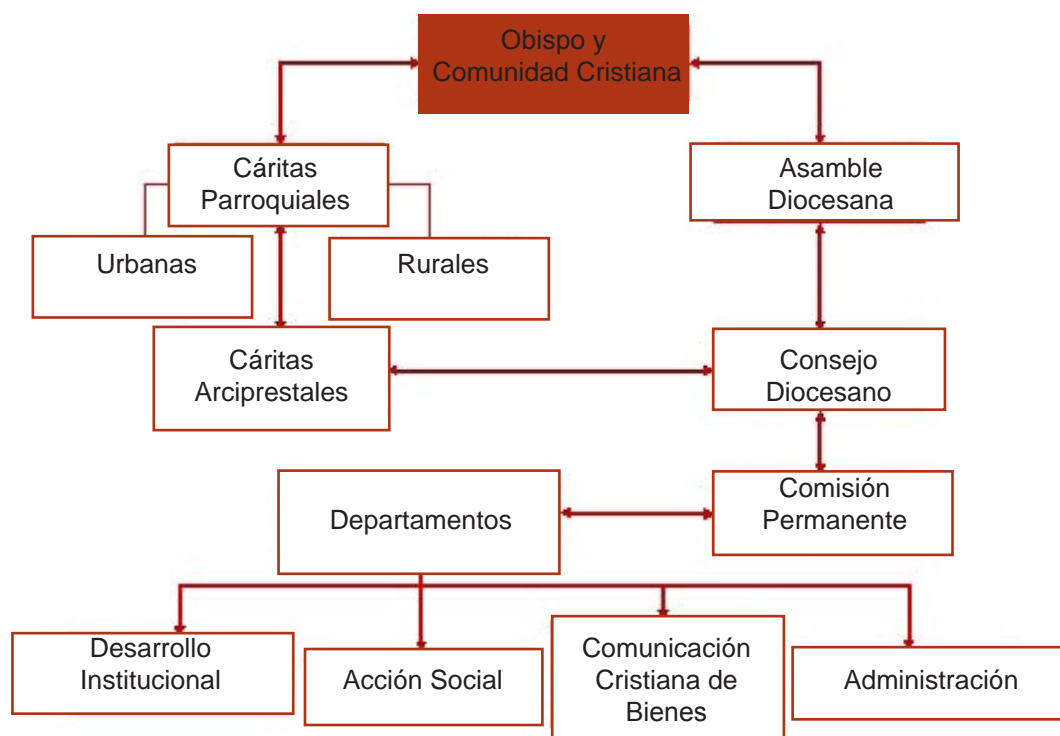 Obispo y
Comunidad Cristiana
Cáritas
Parroquiales
Asamble
Diocesana
Urbanas
Rurales
Cáritas
Arciprestales
Consejo
Diocesano
Departamentos
Comisión
Permanente
Desarrollo
Institucional
Acción Social
Comunicación
Cristiana de
Bienes
Administración